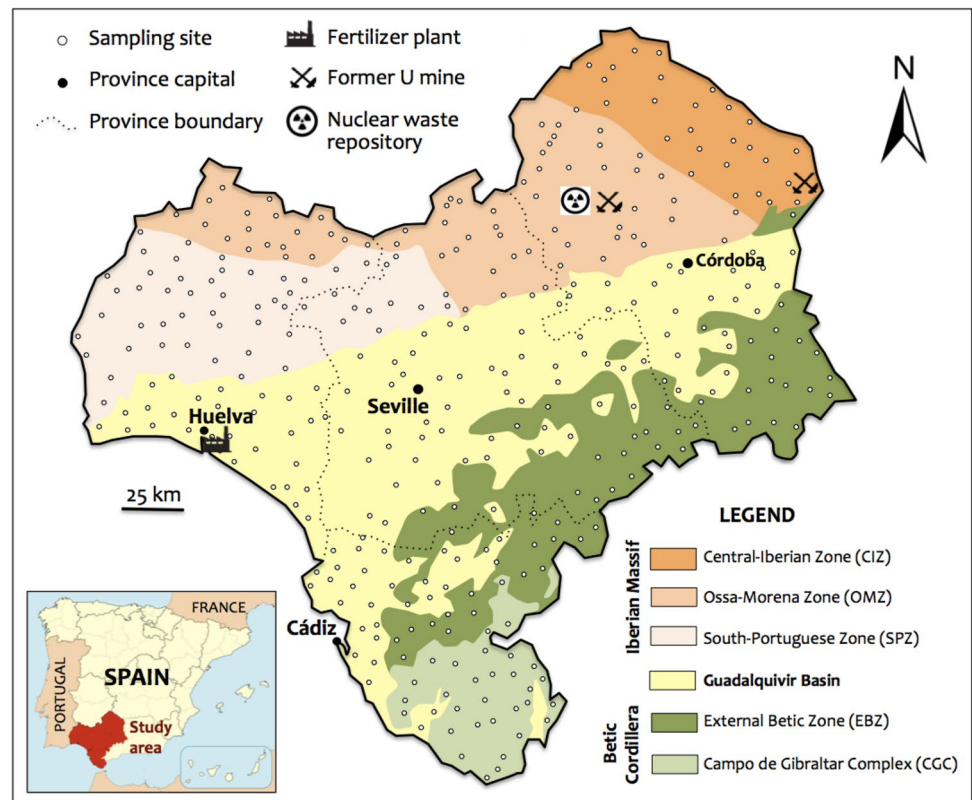 Sampling site
Province capital
Province boundary
Fertilizer plant
Former U mine
Nuclear waste
repository
N
Córdoba
Seville
Huelva
25 km
Cádiz
LEGEND
Iberian Massif
Central-Iberian Zone (CIZ)
Ossa-Morena Zone (OMZ)
South-Portuguese Zone (SPZ)
Guadalquivir Basin
Betic
Cordillera
External Betic Zone (EBZ)
Campo de Gibraltar Complex (CGC)
FRANCE
PORTUGAL
SPAIN
Study
area